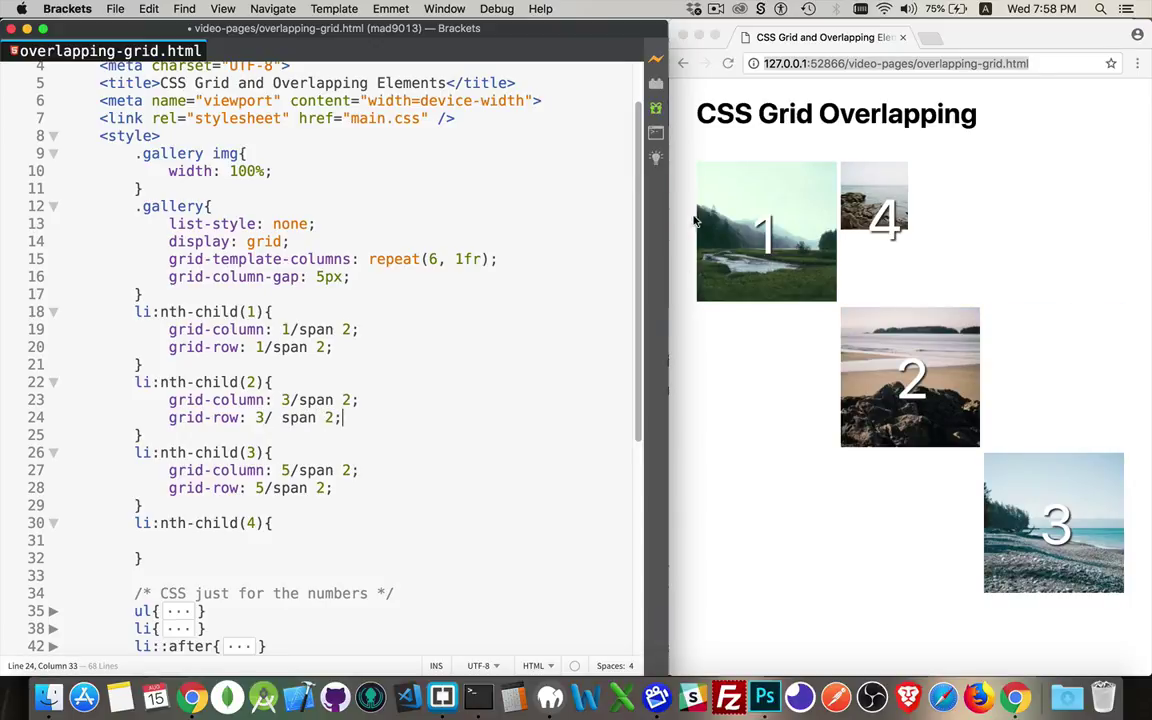 Brackets File Edit Find View Navigate Template Emmet Window Debug Help 75% Wed 7:58 PM
• video-pages/overlapping-grid.html (mad9013) — Brackets
overlapping-grid.html
4 <meta charset="UTF-8">
5 <title>CSS Grid and Overlapping Elements</title>
6 <meta name="viewport" content="width=device-width">
7 <link rel="stylesheet" href="main.css" />
8 <style>
9 .gallery img{
10 width: 100%;
11 }
12 .gallery{
13 list-style: none;
14 display: grid;
15 grid-template-columns: repeat(6, 1fr);
16 grid-column-gap: 5px;
17 }
18 li:nth-child(1){
19 grid-column: 1/span 2;
20 grid-row: 1/span 2;
21 }
22 li:nth-child(2){
23 grid-column: 3/span 2;
24 grid-row: 3/ span 2;
25 }
26 li:nth-child(3){
27 grid-column: 5/span 2;
28 grid-row: 5/span 2;
29 }
30 li:nth-child(4){
31
32 }
33
34 /* CSS just for the numbers */
35 ul{ ··· }
38 li{ ··· }
42 li::after{ ··· }
Line 24, Column 33 — 68 Lines INS UTF-8 HTML Spaces: 4
CSS Grid and Overlapping Ele
127.0.0.1:52866/video-pages/overlapping-grid.html
CSS Grid Overlapping
1
4
2
3
AUG
15